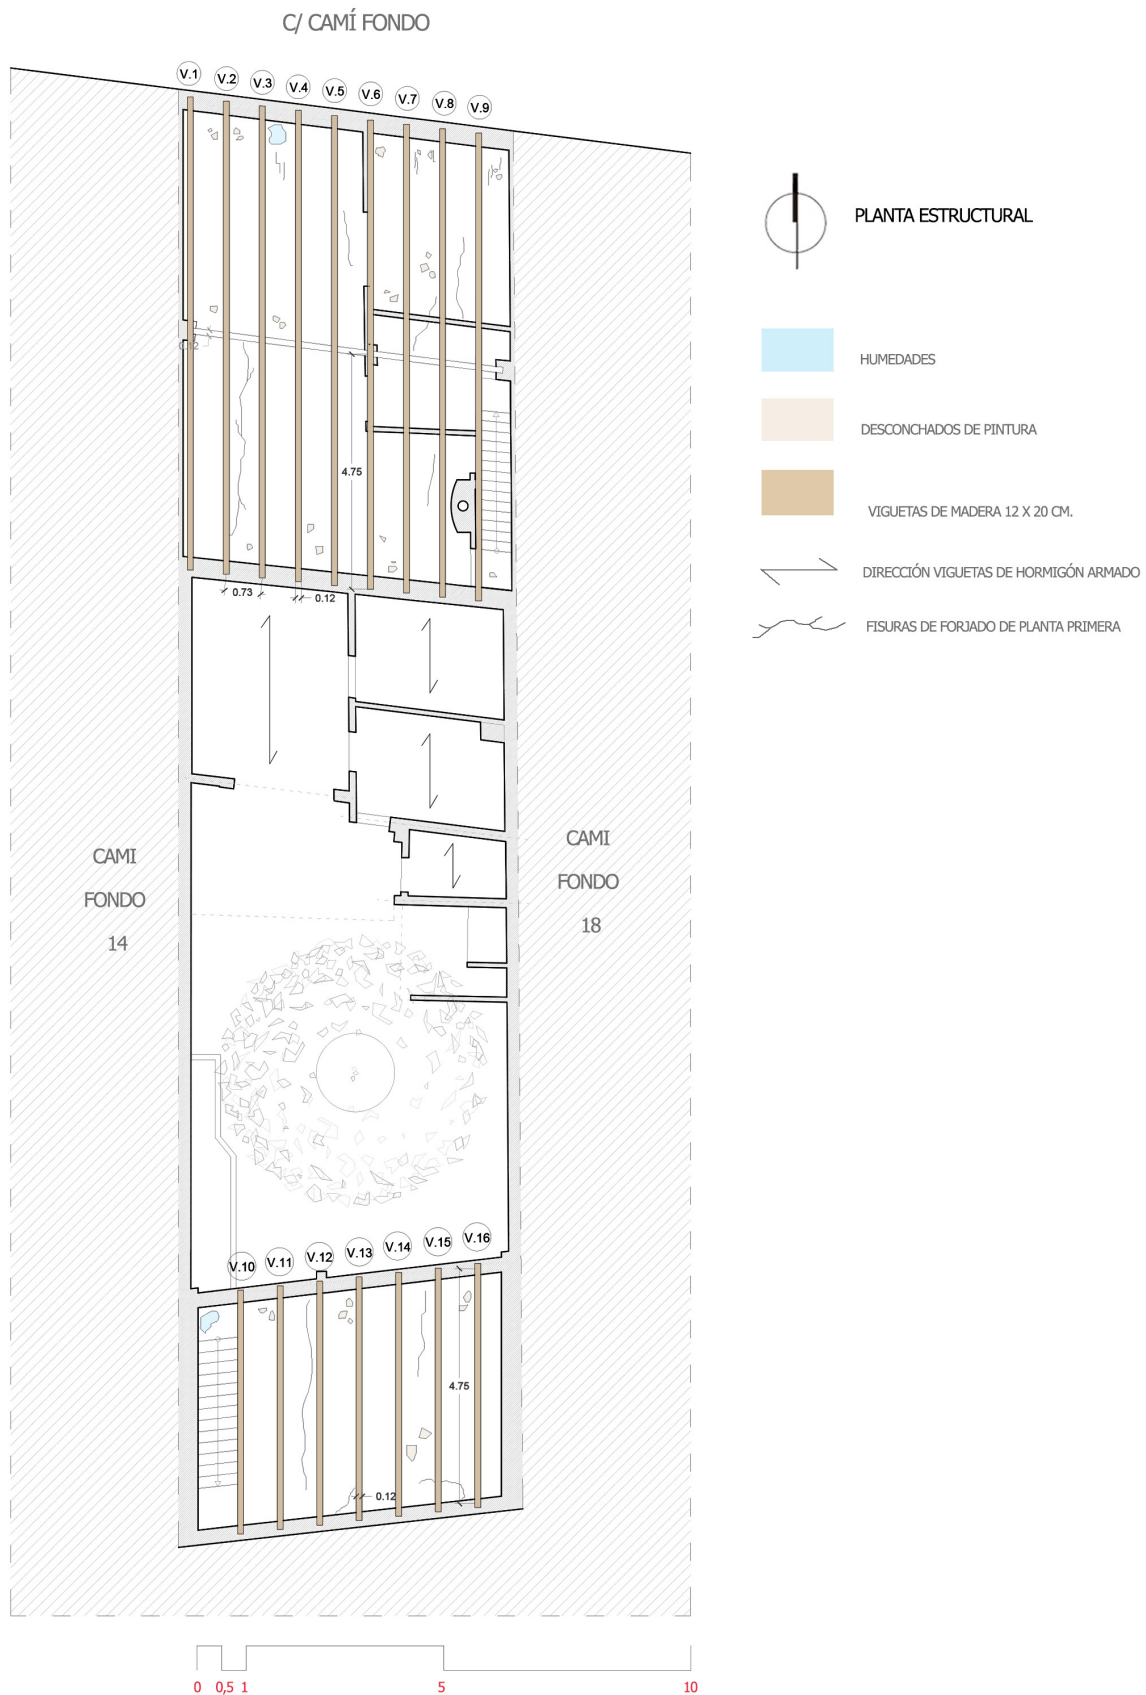 C/ CAMÍ FONDO
V.1
V.2
V.3
V.4
V.5
V.6
V.7
V.8
V.9
PLANTA ESTRUCTURAL
HUMEDADES
DESCONCHADOS DE PINTURA
VIGUETAS DE MADERA 12 X 20 CM.
DIRECCIÓN VIGUETAS DE HORMIGÓN ARMADO
FISURAS DE FORJADO DE PLANTA PRIMERA
0.12
4.75
0.73
0.12
CAMI
FONDO
14
CAMI
FONDO
18
V.10
V.11
V.12
V.13
V.14
V.15
V.16
4.75
0.12
0
0,5
1
5
10